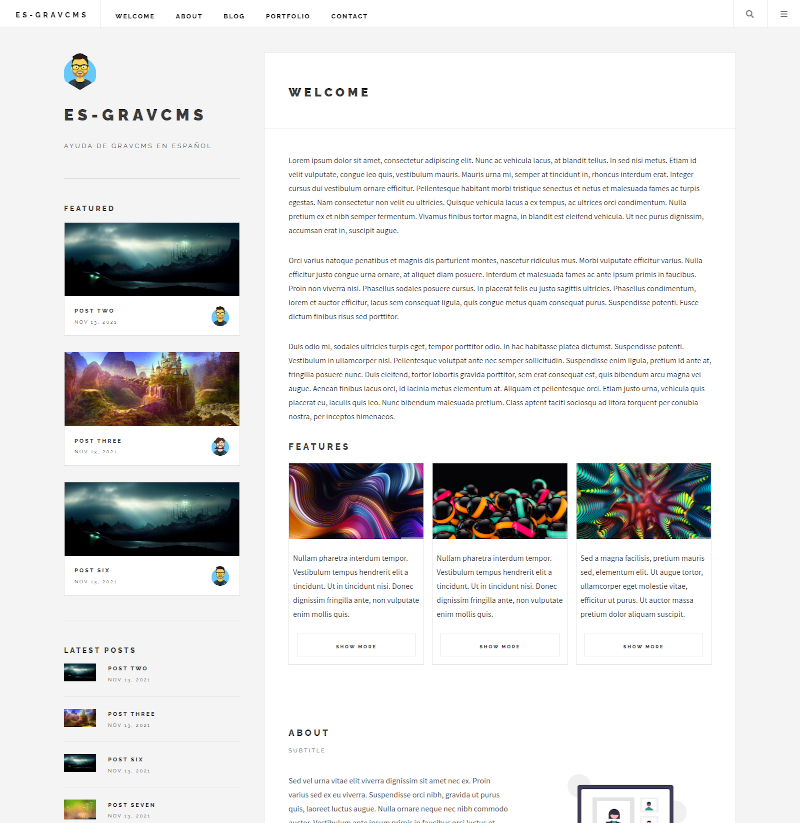 ES-GRAVCMS
WELCOME ABOUT BLOG PORTFOLIO CONTACT
ES-GRAVCMS
AYUDA DE GRAVCMS EN ESPAÑOL
FEATURED
POST TWO
NOV 13, 2021
POST THREE
NOV 13, 2021
POST SIX
NOV 13, 2021
LATEST POSTS
POST TWO
NOV 13, 2021
POST THREE
NOV 13, 2021
POST SIX
NOV 13, 2021
POST SEVEN
NOV 13, 2021
WELCOME
Lorem ipsum dolor sit amet, consectetur adipiscing elit. Nunc ac vehicula lacus, at blandit tellus. In sed nisi metus. Etiam id
velit vulputate, congue leo quis, vestibulum mauris. Mauris urna mi, semper at tincidunt in, rhoncus interdum erat. Integer
cursus dui vestibulum ornare efficitur. Pellentesque habitant morbi tristique senectus et netus et malesuada fames ac turpis
egestas. Nam consectetur non velit eu ultricies. Quisque vehicula lacus a ex tempus, ac ultrices orci condimentum. Nulla
pretium ex et nibh semper fermentum. Vivamus finibus tortor magna, in blandit est eleifend vehicula. Ut nec purus dignissim,
accumsan erat in, suscipit augue.
Orci varius natoque penatibus et magnis dis parturient montes, nascetur ridiculus mus. Morbi vulputate efficitur varius. Nulla
efficitur justo congue urna ornare, at aliquet diam posuere. Interdum et malesuada fames ac ante ipsum primis in faucibus.
Proin non viverra nisi. Phasellus sodales posuere cursus. In placerat felis eu justo sagittis ultricies. Phasellus condimentum,
lorem et auctor efficitur, lacus sem consequat ligula, quis congue metus quam consequat purus. Suspendisse potenti. Fusce
dictum finibus risus sed porttitor.
Duis odio mi, sodales ultricies turpis eget, tempor porttitor odio. In hac habitasse platea dictumst. Suspendisse potenti.
Vestibulum in ullamcorper nisl. Pellentesque volutpat ante nec semper sollicitudin. Suspendisse enim ligula, pretium id ante at,
fringilla posuere nunc. Duis eleifend, tortor lobortis gravida porttitor, sem erat consequat est, quis bibendum arcu magna vel
augue. Aenean finibus lacus orci, id lacinia metus elementum at. Aliquam et pellentesque orci. Etiam justo urna, vehicula quis
placerat eu, iaculis quis leo. Nunc bibendum malesuada pretium. Class aptent taciti sociosqu ad litora torquent per conubia
nostra, per inceptos himenaeos.
FEATURES
Nullam pharetra interdum tempor.
Vestibulum tempus hendrerit elit a
tincidunt. Ut in tincidunt nisi. Donec
dignissim fringilla ante, non vulputate
enim mollis quis.
SHOW MORE
Nullam pharetra interdum tempor.
Vestibulum tempus hendrerit elit a
tincidunt. Ut in tincidunt nisi. Donec
dignissim fringilla ante, non vulputate
enim mollis quis.
SHOW MORE
Sed a magna facilisis, pretium mauris
sed, elementum elit. Ut augue tortor,
ullamcorper eget molestie vitae,
efficitur ut purus. Ut auctor massa
pretium dolor aliquam suscipit.
SHOW MORE
ABOUT
SUBTITLE
Sed vel urna vitae elit viverra dignissim sit amet nec ex. Proin
varius sed ex eu viverra. Suspendisse orci nibh, gravida ut purus
quis, laoreet luctus augue. Nulla ornare neque nec nibh commodo